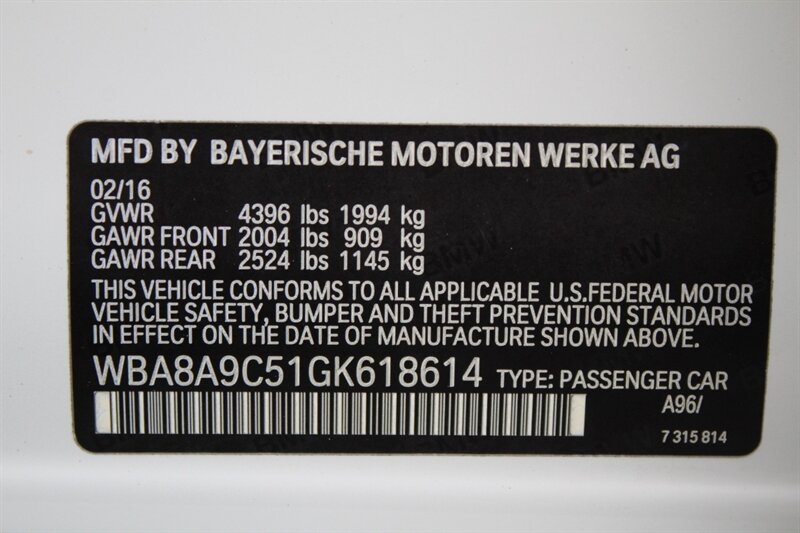 MFD BY BAYERISCHE MOTOREN WERKE AG
02/16
GVWR 4396 lbs 1994 kg
GAWR FRONT 2004 lbs 909 kg
GAWR REAR 2524 lbs 1145 kg
THIS VEHICLE CONFORMS TO ALL APPLICABLE U.S.FEDERAL MOTOR
VEHICLE SAFETY, BUMPER AND THEFT PREVENTION STANDARDS
IN EFFECT ON THE DATE OF MANUFACTURE SHOWN ABOVE.
WBA8A9C51GK618614 TYPE: PASSENGER CAR
A96/
7 315 814